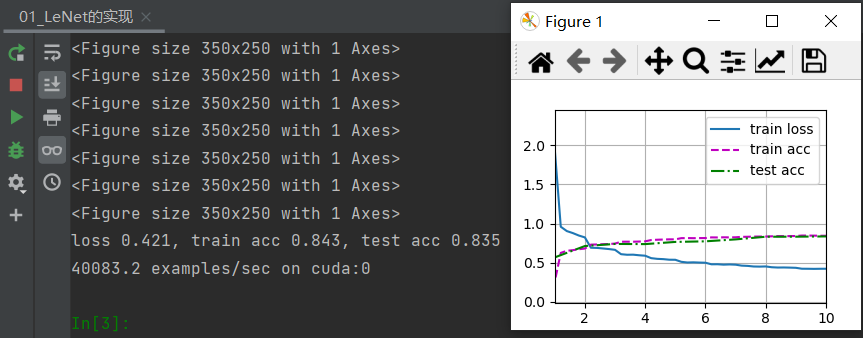 01_LeNet的实现
<Figure size 350x250 with 1 Axes>
<Figure size 350x250 with 1 Axes>
<Figure size 350x250 with 1 Axes>
<Figure size 350x250 with 1 Axes>
<Figure size 350x250 with 1 Axes>
<Figure size 350x250 with 1 Axes>
<Figure size 350x250 with 1 Axes>
loss 0.421, train acc 0.843, test acc 0.835
40083.2 examples/sec on cuda:0
In[3]:
Figure 1
train loss
train acc
test acc
2.0
1.5
1.0
0.5
0.0
2 4 6 8 10